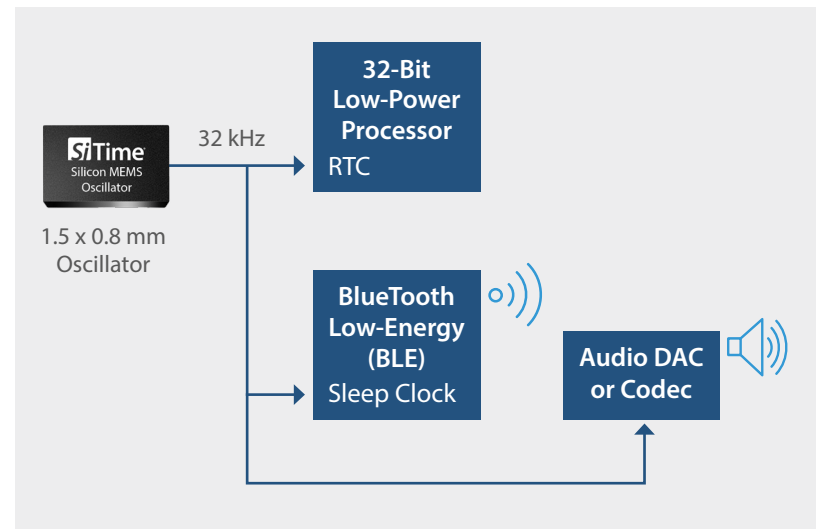 32-Bit
Low-Power
Processor
RTC
SiTime
Silicon MEMS
Oscillator
32 kHz
1.5 x 0.8 mm
Oscillator
BlueTooth
Low-Energy
(BLE)
Sleep Clock
Audio DAC
or Codec